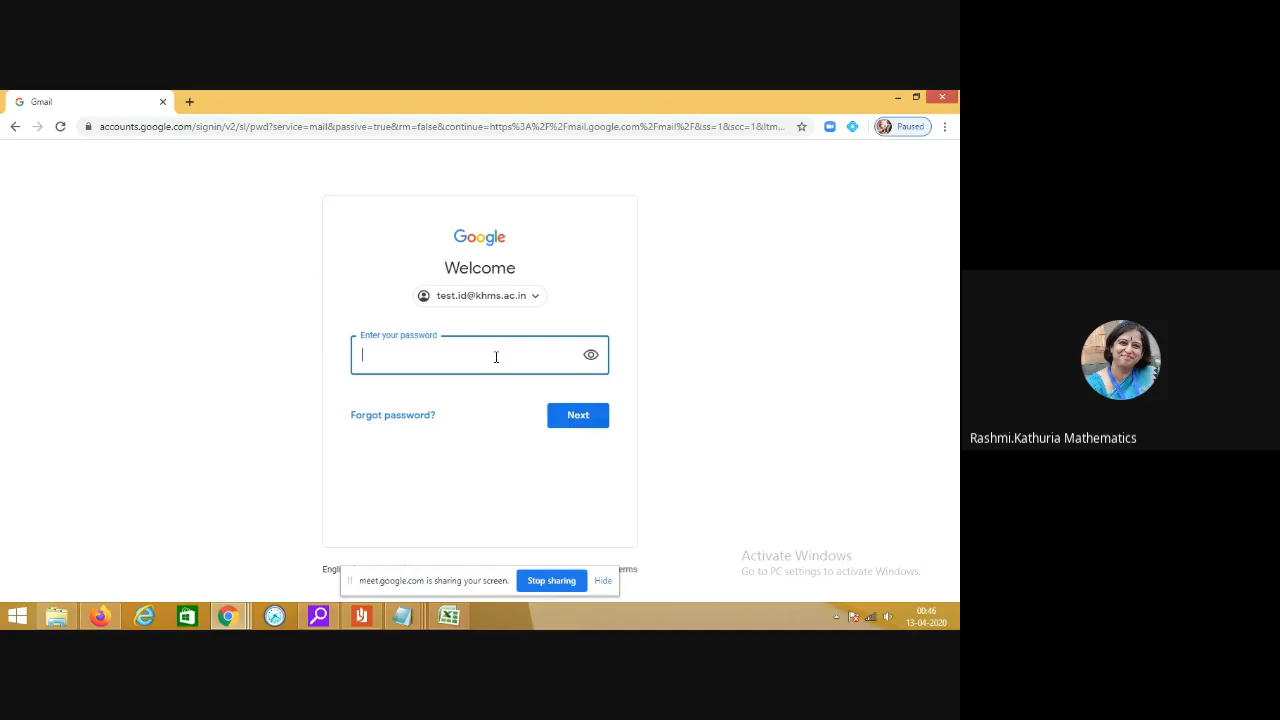 Gmail
accounts.google.com/signin/v2/sl/pwd?service=mail&passive=true&rm=false&continue=https%3A%2F%2Fmail.google.com%2Fmail%2F&ss=1&scc=1&ltm...
Paused
Google
Welcome
test.id@khms.ac.in
Enter your password
Forgot password?
Next
Rashmi.Kathuria Mathematics
Activate Windows
Go to PC settings to activate Windows.
meet.google.com is sharing your screen.
Stop sharing
Hide
00:46
13-04-2020